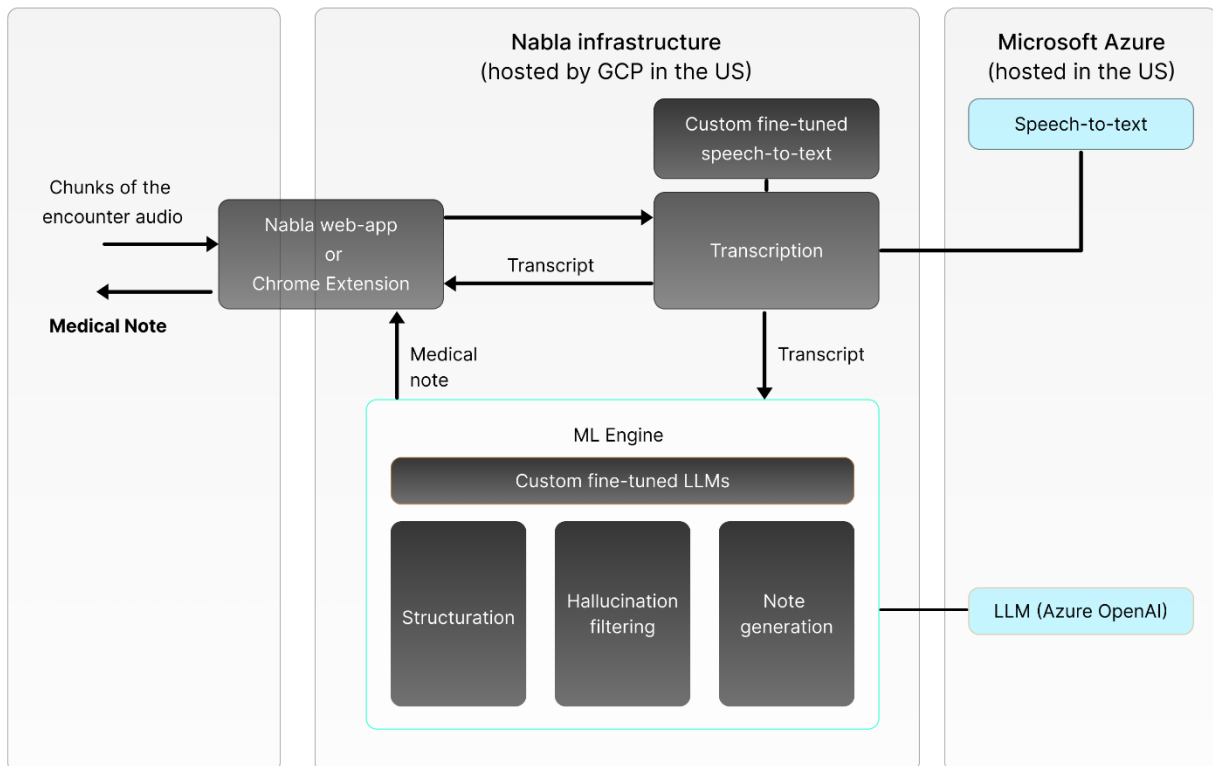 Nabla infrastructure
(hosted by GCP in the US)
Microsoft Azure
(hosted in the US)
Custom fine-tuned
speech-to-text
Speech-to-text
Chunks of the
encounter audio
Nabla web-app
or
Chrome Extension
Transcript
Transcription
Medical Note
Medical
note
Transcript
ML Engine
Custom fine-tuned LLMs
Structuration
Hallucination
filtering
Note
generation
LLM (Azure OpenAI)